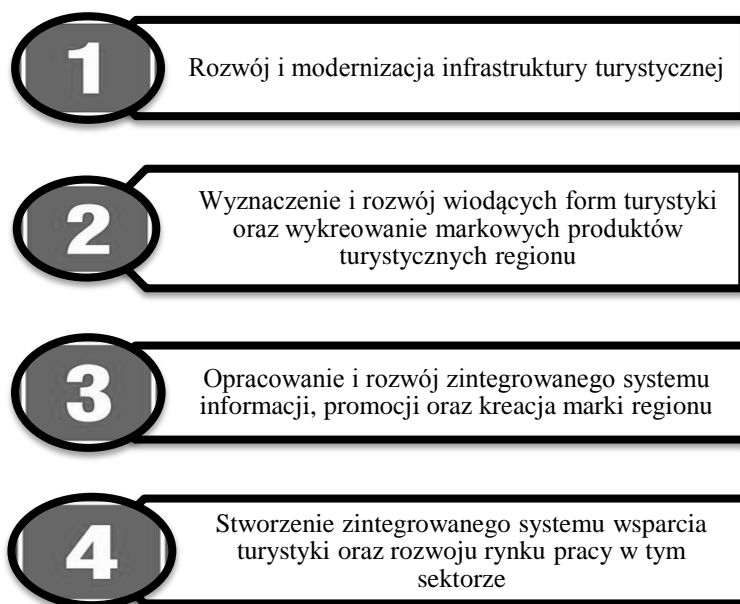 1
Rozwój i modernizacja infrastruktury turystycznej
2
Wyznaczenie i rozwój wiodących form turystyki
oraz wykreowanie markowych produktów
turystycznych regionu
3
Opracowanie i rozwój zintegrowanego systemu
informacji, promocji oraz kreacja marki regionu
4
Stworzenie zintegrowanego systemu wsparcia
turystyki oraz rozwoju rynku pracy w tym
sektorze